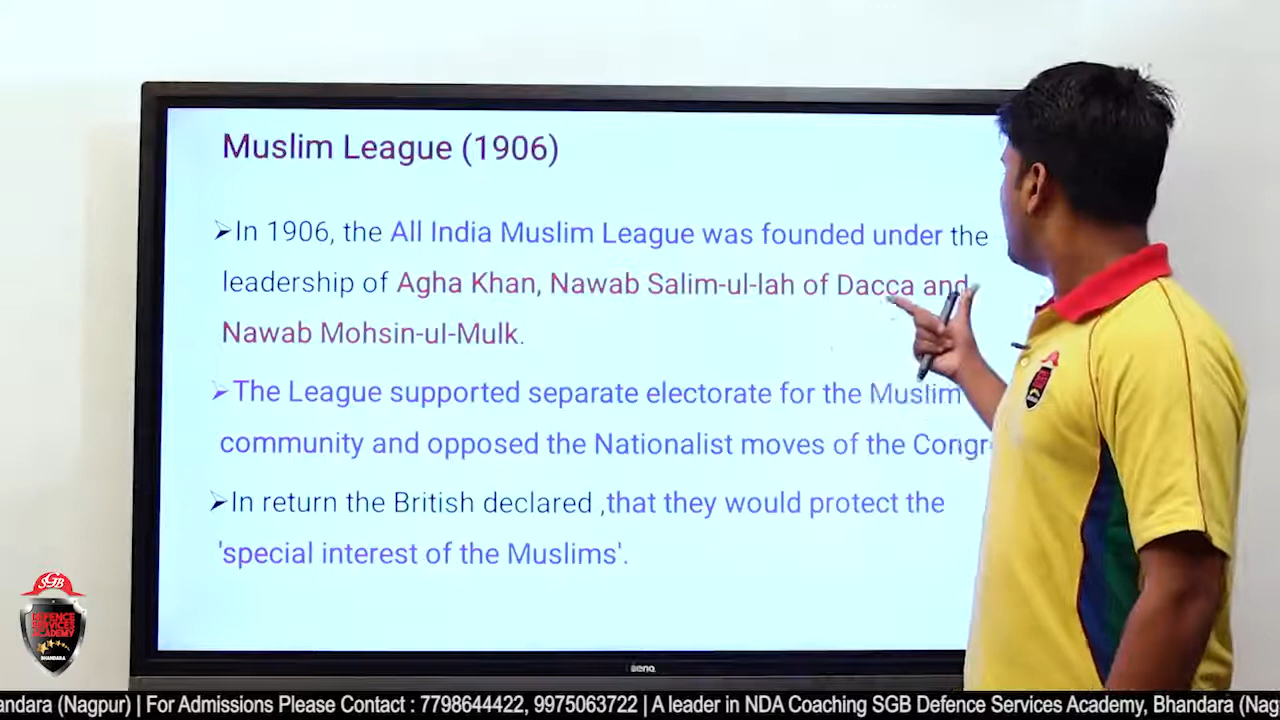 Muslim League (1906)
➢In 1906, the All India Muslim League was founded under the
leadership of Agha Khan, Nawab Salim-ul-lah of Dacca and
Nawab Mohsin-ul-Mulk.
➢The League supported separate electorate for the Muslim
community and opposed the Nationalist moves of the Congr
➢In return the British declared ,that they would protect the
'special interest of the Muslims'.
BenQ
SGB
DEFENCE
SERVICES
ACADEMY
BHANDARA
andara (Nagpur) | For Admissions Please Contact : 7798644422, 9975063722 | A leader in NDA Coaching SGB Defence Services Academy, Bhandara (Nag